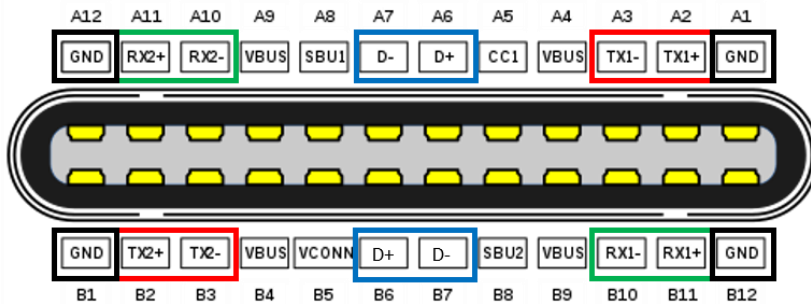 A12 A11 A10 A9 A8 A7 A6 A5 A4 A3 A2 A1
GND RX2+ RX2- VBUS SBU1 D- D+ CC1 VBUS TX1- TX1+ GND
GND TX2+ TX2- VBUS VCONN D+ D- SBU2 VBUS RX1- RX1+ GND
B1 B2 B3 B4 B5 B6 B7 B8 B9 B10 B11 B12